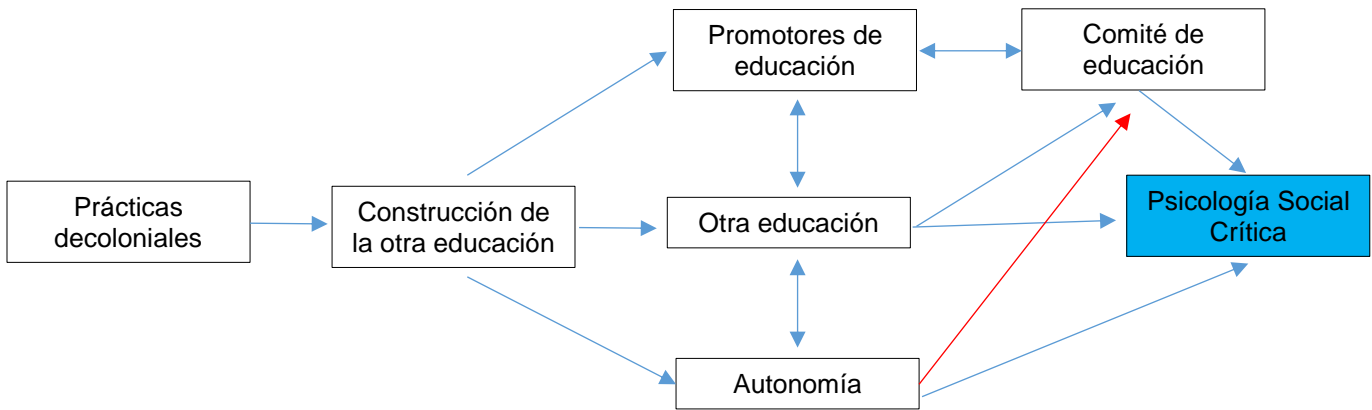 Promotores de
educación
Comité de
educación
Prácticas
decoloniales
Construcción de
la otra educación
Otra educación
Psicología Social
Crítica
Autonomía